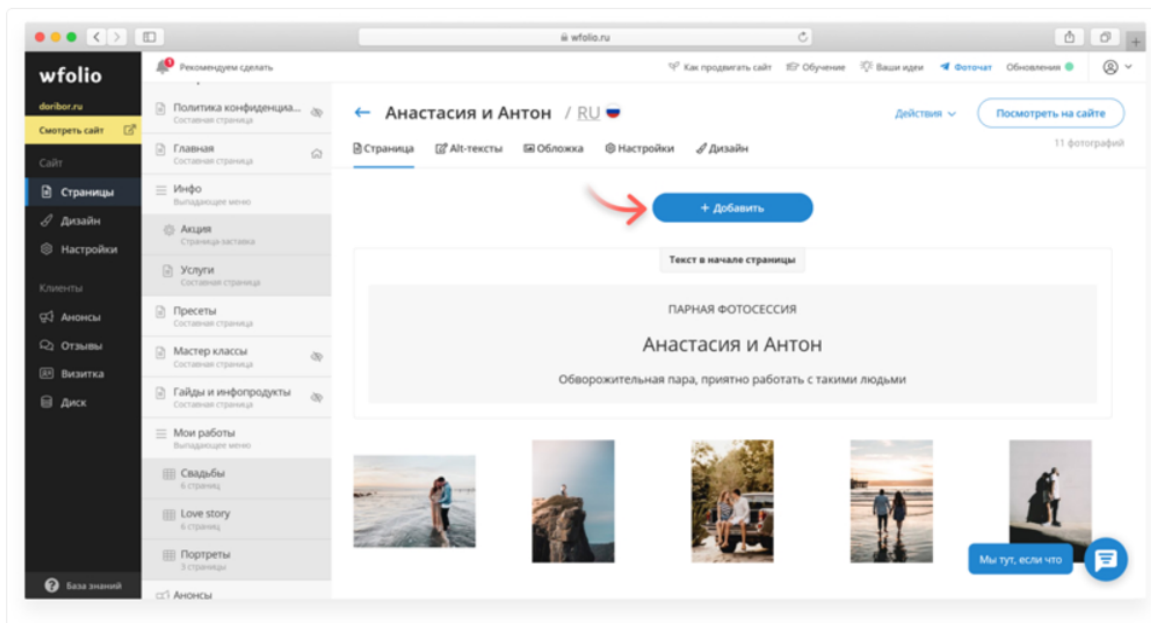 wfolio.ru
wfolio
doribor.ru
Смотреть сайт
Сайт
Страницы
Дизайн
Настройки
Клиенты
Анонсы
Отзывы
Визитка
Диск
База знаний
1
Рекомендуем сделать
Как продвигать сайт
Обучение
Ваши идеи
Фоточат
Обновления
Политика конфиденциа...
Составная страница
Главная
Составная страница
Инфо
Выпадающее меню
Акция
Страница-заставка
Услуги
Составная страница
Пресеты
Составная страница
Мастер классы
Составная страница
Гайды и инфопродукты
Составная страница
Мои работы
Выпадающее меню
Свадьбы
6 страниц
Love story
6 страниц
Портреты
3 страницы
Анонсы
← Анастасия и Антон / RU
Действия
Посмотреть на сайте
Страница
Alt-тексты
Обложка
Настройки
Дизайн
11 фотографий
+ Добавить
Текст в начале страницы
ПАРНАЯ ФОТОСЕССИЯ
Анастасия и Антон
Обворожительная пара, приятно работать с такими людьми
Мы тут, если что